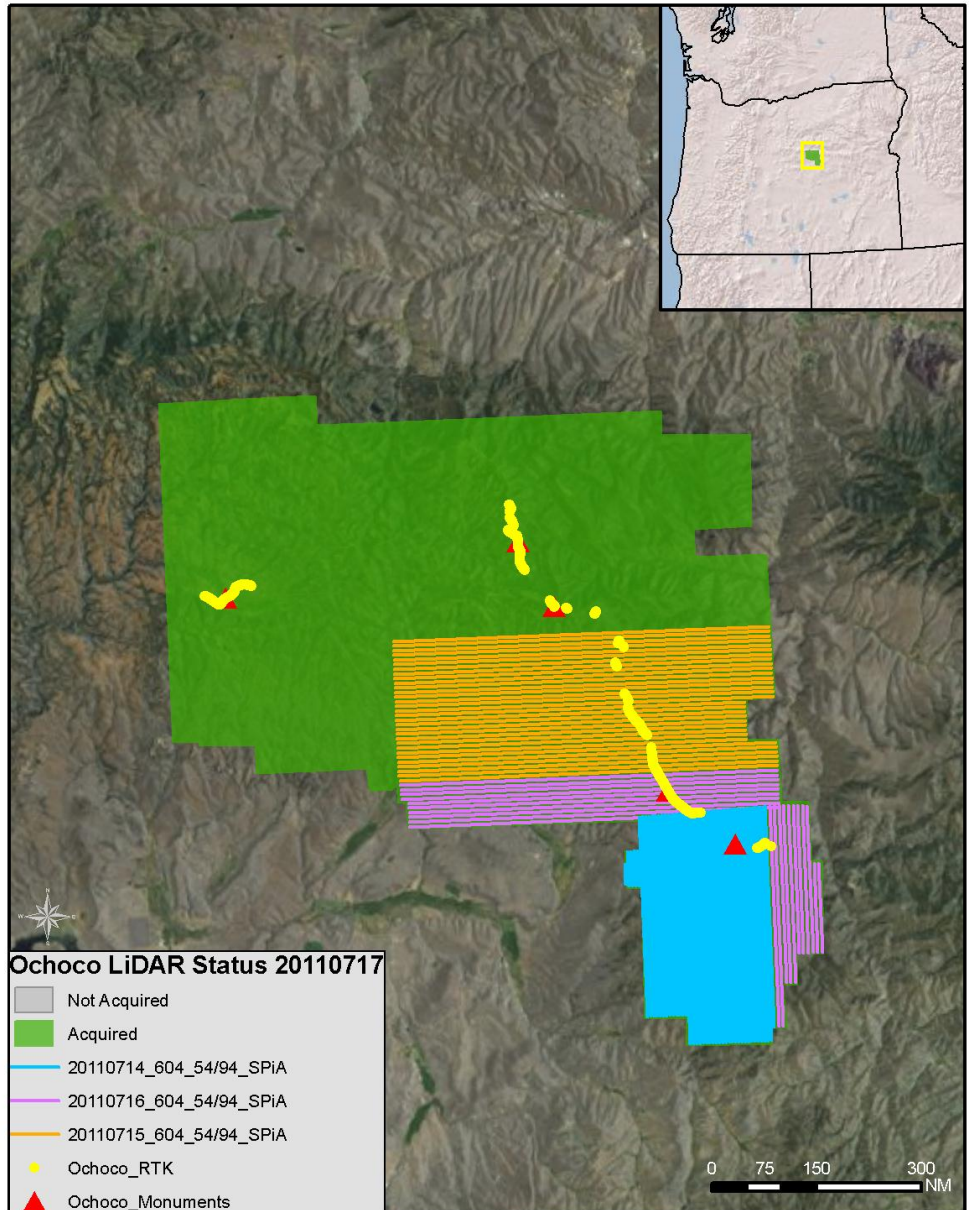 Ochoco LiDAR Status 20110717
Not Acquired
Acquired
20110714_604_54/94_SPiA
20110716_604_54/94_SPiA
20110715_604_54/94_SPiA
Ochoco_RTK
Ochoco_Monuments
N
W E
S
0 75 150 300
NM